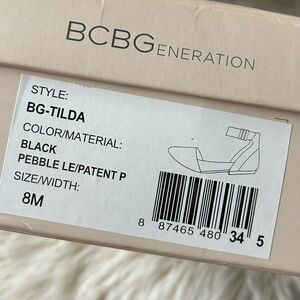 BCBGENERATION
STYLE:
BG-TILDA
COLOR/MATERIAL:
BLACK
PEBBLE LE/PATENT P
SIZE/WIDTH:
8M
8 87465 480 34 5